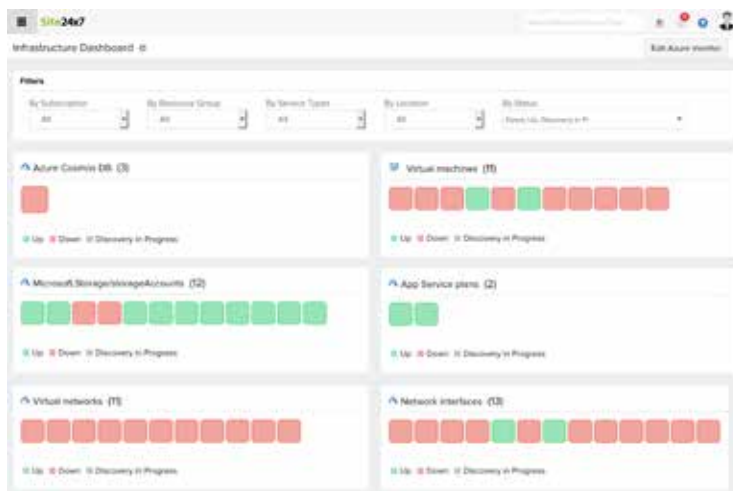 Site24x7
Infrastructure Dashboard
Edit Azure monitor
Filters
By Subscription By Resource Group By Service Types By Location By Status
All All All All
Azure Cosmos DB (3)
Up Down Discovery in Progress
Virtual machines (11)
Up Down Discovery in Progress
Microsoft.Storage/storageAccounts (12)
Up Down Discovery in Progress
App Service plans (2)
Up Down Discovery in Progress
Virtual networks (11)
Up Down Discovery in Progress
Network interfaces (13)
Up Down Discovery in Progress